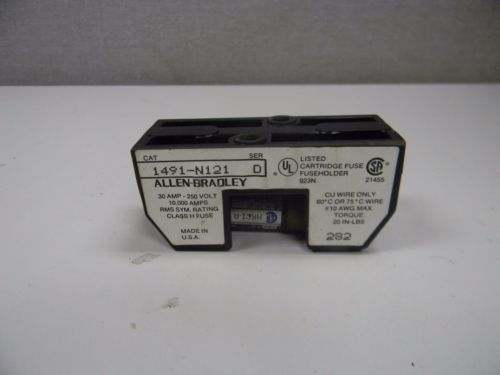 CAT SER
1491-N121 D
ALLEN-BRADLEY
30 AMP - 250 VOLT
10,000 AMPS
RMS SYM. RATING
CLASS H FUSE
MADE IN
U.S.A.
UL
LISTED
CARTRIDGE FUSE
FUSEHOLDER
923N
SA
21455
CU WIRE ONLY
60°C OR 75°C WIRE
#10 AWG MAX.
TORQUE:
20 IN-LBS
282